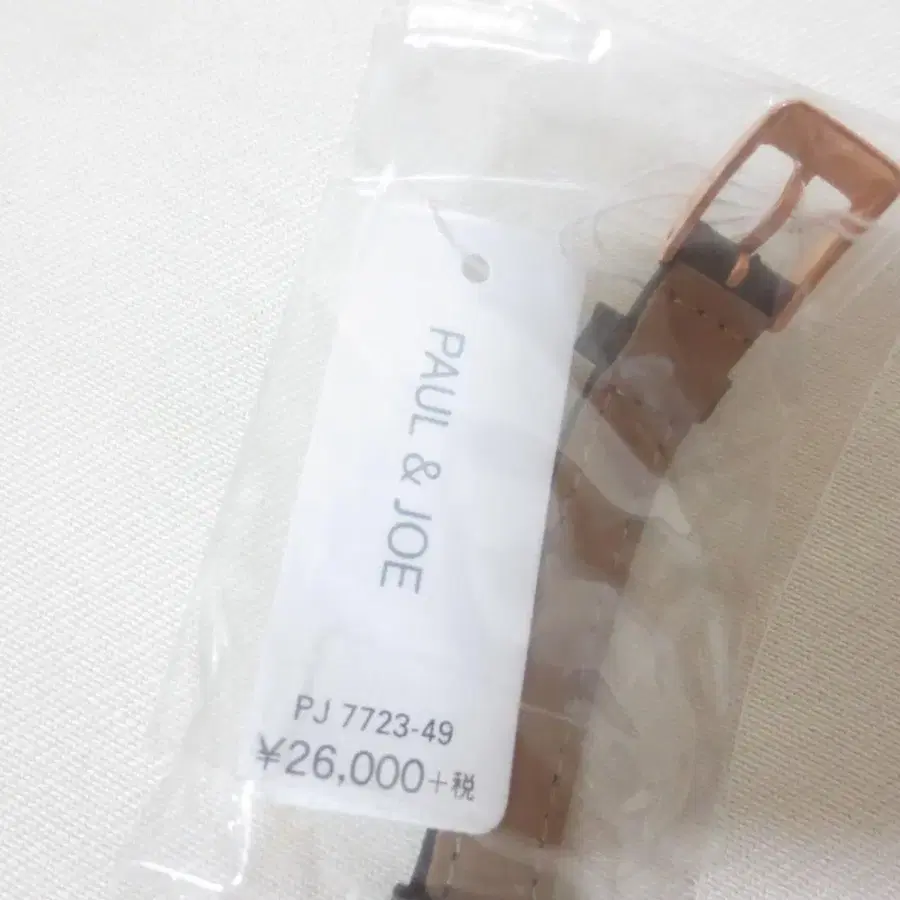 PAUL & JOE
PJ 7723-49
¥26,000+税